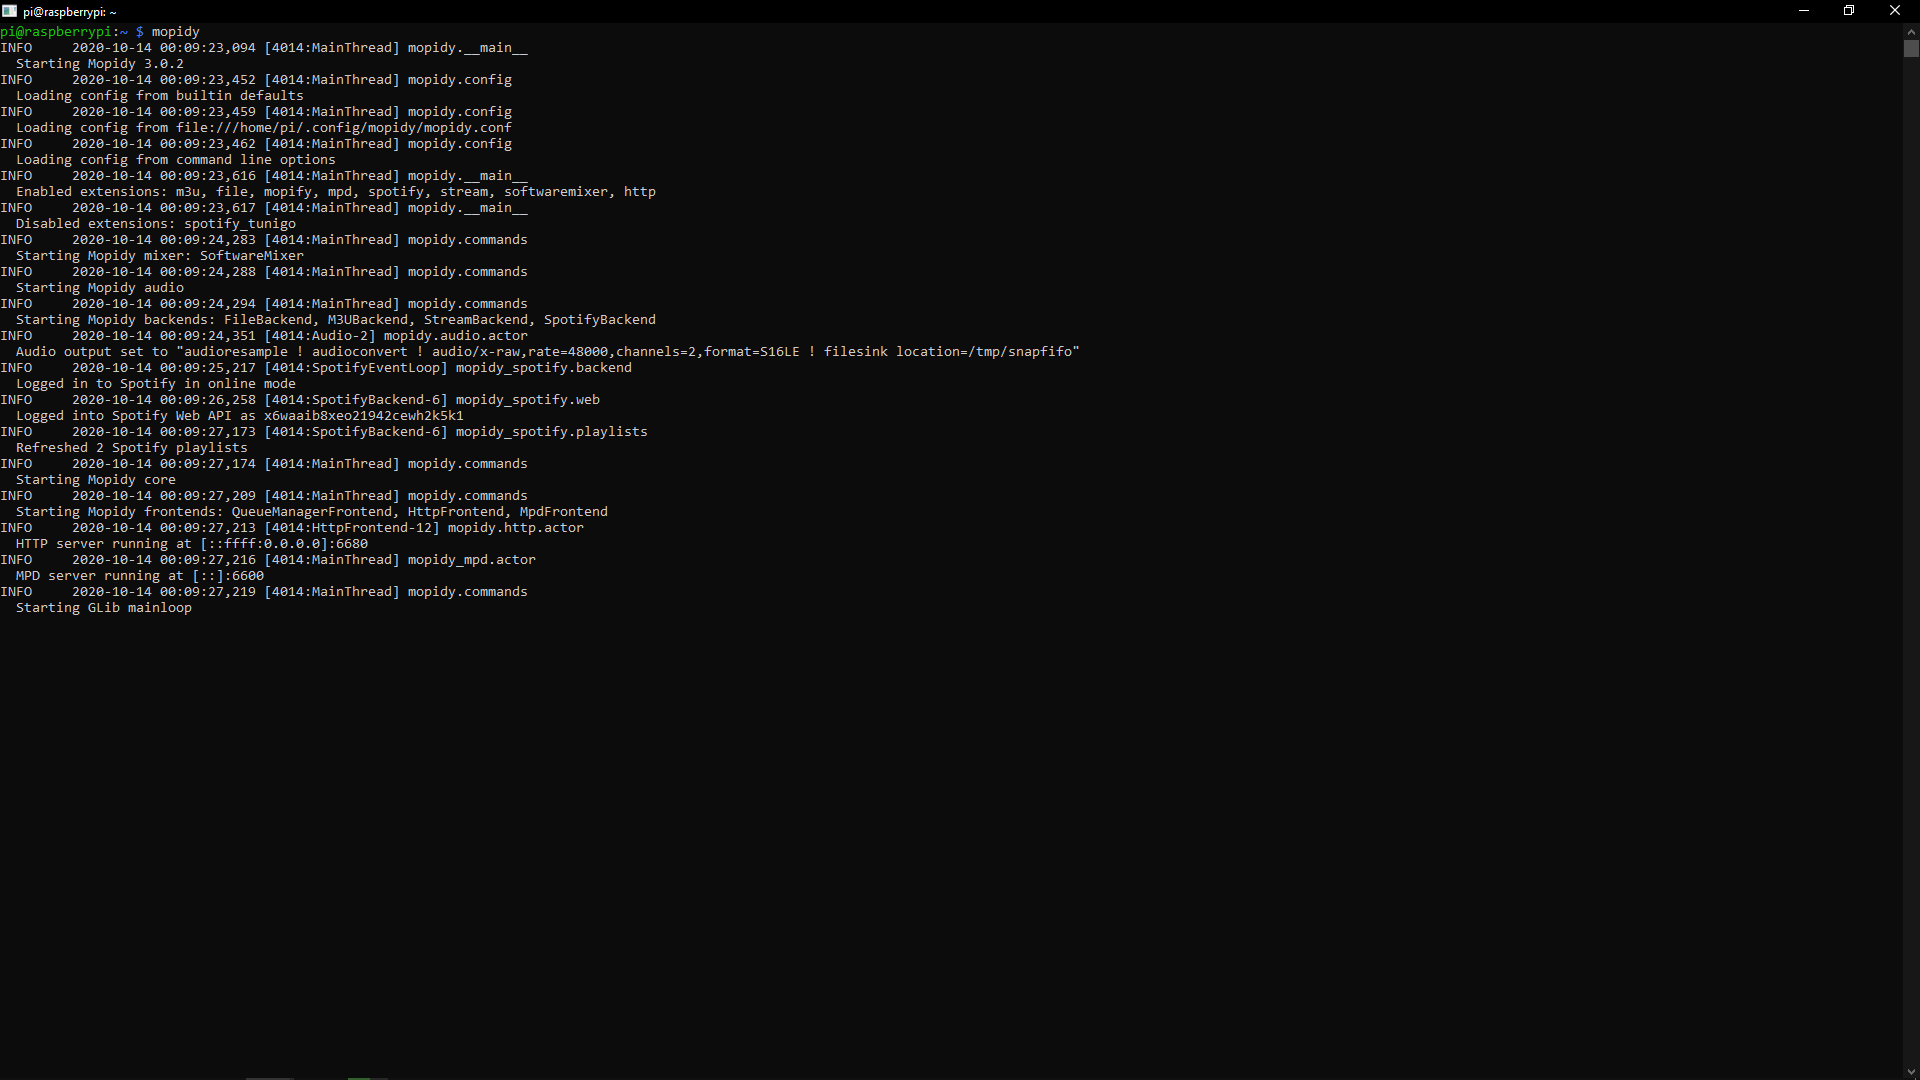 pi@raspberrypi: ~
pi@raspberrypi:~ $ mopidy
INFO     2020-10-14 00:09:23,094 [4014:MainThread] mopidy.__main__
  Starting Mopidy 3.0.2
INFO     2020-10-14 00:09:23,452 [4014:MainThread] mopidy.config
  Loading config from builtin defaults
INFO     2020-10-14 00:09:23,459 [4014:MainThread] mopidy.config
  Loading config from file:///home/pi/.config/mopidy/mopidy.conf
INFO     2020-10-14 00:09:23,462 [4014:MainThread] mopidy.config
  Loading config from command line options
INFO     2020-10-14 00:09:23,616 [4014:MainThread] mopidy.__main__
  Enabled extensions: m3u, file, mopify, mpd, spotify, stream, softwaremixer, http
INFO     2020-10-14 00:09:23,617 [4014:MainThread] mopidy.__main__
  Disabled extensions: spotify_tunigo
INFO     2020-10-14 00:09:24,283 [4014:MainThread] mopidy.commands
  Starting Mopidy mixer: SoftwareMixer
INFO     2020-10-14 00:09:24,288 [4014:MainThread] mopidy.commands
  Starting Mopidy audio
INFO     2020-10-14 00:09:24,294 [4014:MainThread] mopidy.commands
  Starting Mopidy backends: FileBackend, M3UBackend, StreamBackend, SpotifyBackend
INFO     2020-10-14 00:09:24,351 [4014:Audio-2] mopidy.audio.actor
  Audio output set to "audioresample ! audioconvert ! audio/x-raw,rate=48000,channels=2,format=S16LE ! filesink location=/tmp/snapfifo"
INFO     2020-10-14 00:09:25,217 [4014:SpotifyEventLoop] mopidy_spotify.backend
  Logged in to Spotify in online mode
INFO     2020-10-14 00:09:26,258 [4014:SpotifyBackend-6] mopidy_spotify.web
  Logged into Spotify Web API as x6waaib8xeo21942cewh2k5k1
INFO     2020-10-14 00:09:27,173 [4014:SpotifyBackend-6] mopidy_spotify.playlists
  Refreshed 2 Spotify playlists
INFO     2020-10-14 00:09:27,174 [4014:MainThread] mopidy.commands
  Starting Mopidy core
INFO     2020-10-14 00:09:27,209 [4014:MainThread] mopidy.commands
  Starting Mopidy frontends: QueueManagerFrontend, HttpFrontend, MpdFrontend
INFO     2020-10-14 00:09:27,213 [4014:HttpFrontend-12] mopidy.http.actor
  HTTP server running at [::ffff:0.0.0.0]:6680
INFO     2020-10-14 00:09:27,216 [4014:MainThread] mopidy_mpd.actor
  MPD server running at [::]:6600
INFO     2020-10-14 00:09:27,219 [4014:MainThread] mopidy.commands
  Starting GLib mainloop